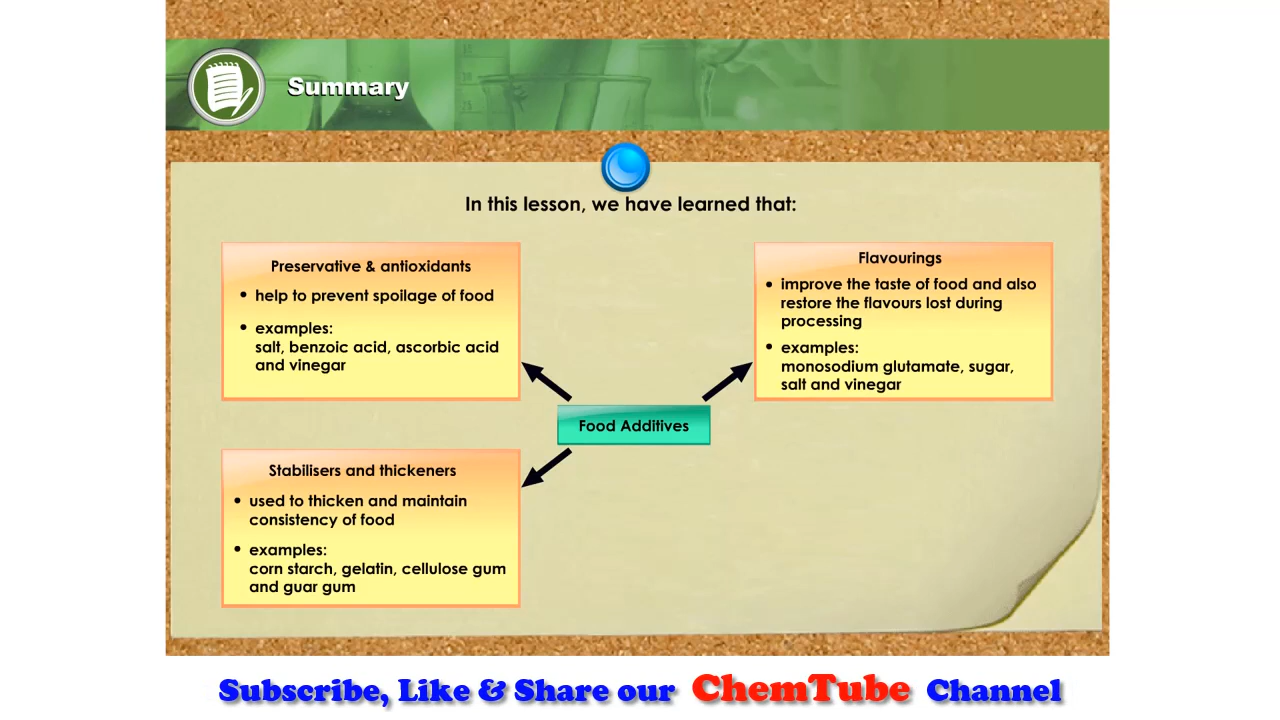 Summary
In this lesson, we have learned that:
Preservative & antioxidants
• help to prevent spoilage of food
• examples:
salt, benzoic acid, ascorbic acid
and vinegar
Flavourings
• improve the taste of food and also
restore the flavours lost during
processing
• examples:
monosodium glutamate, sugar,
salt and vinegar
Food Additives
Stabilisers and thickeners
• used to thicken and maintain
consistency of food
• examples:
corn starch, gelatin, cellulose gum
and guar gum
Subscribe, Like & Share our ChemTube Channel